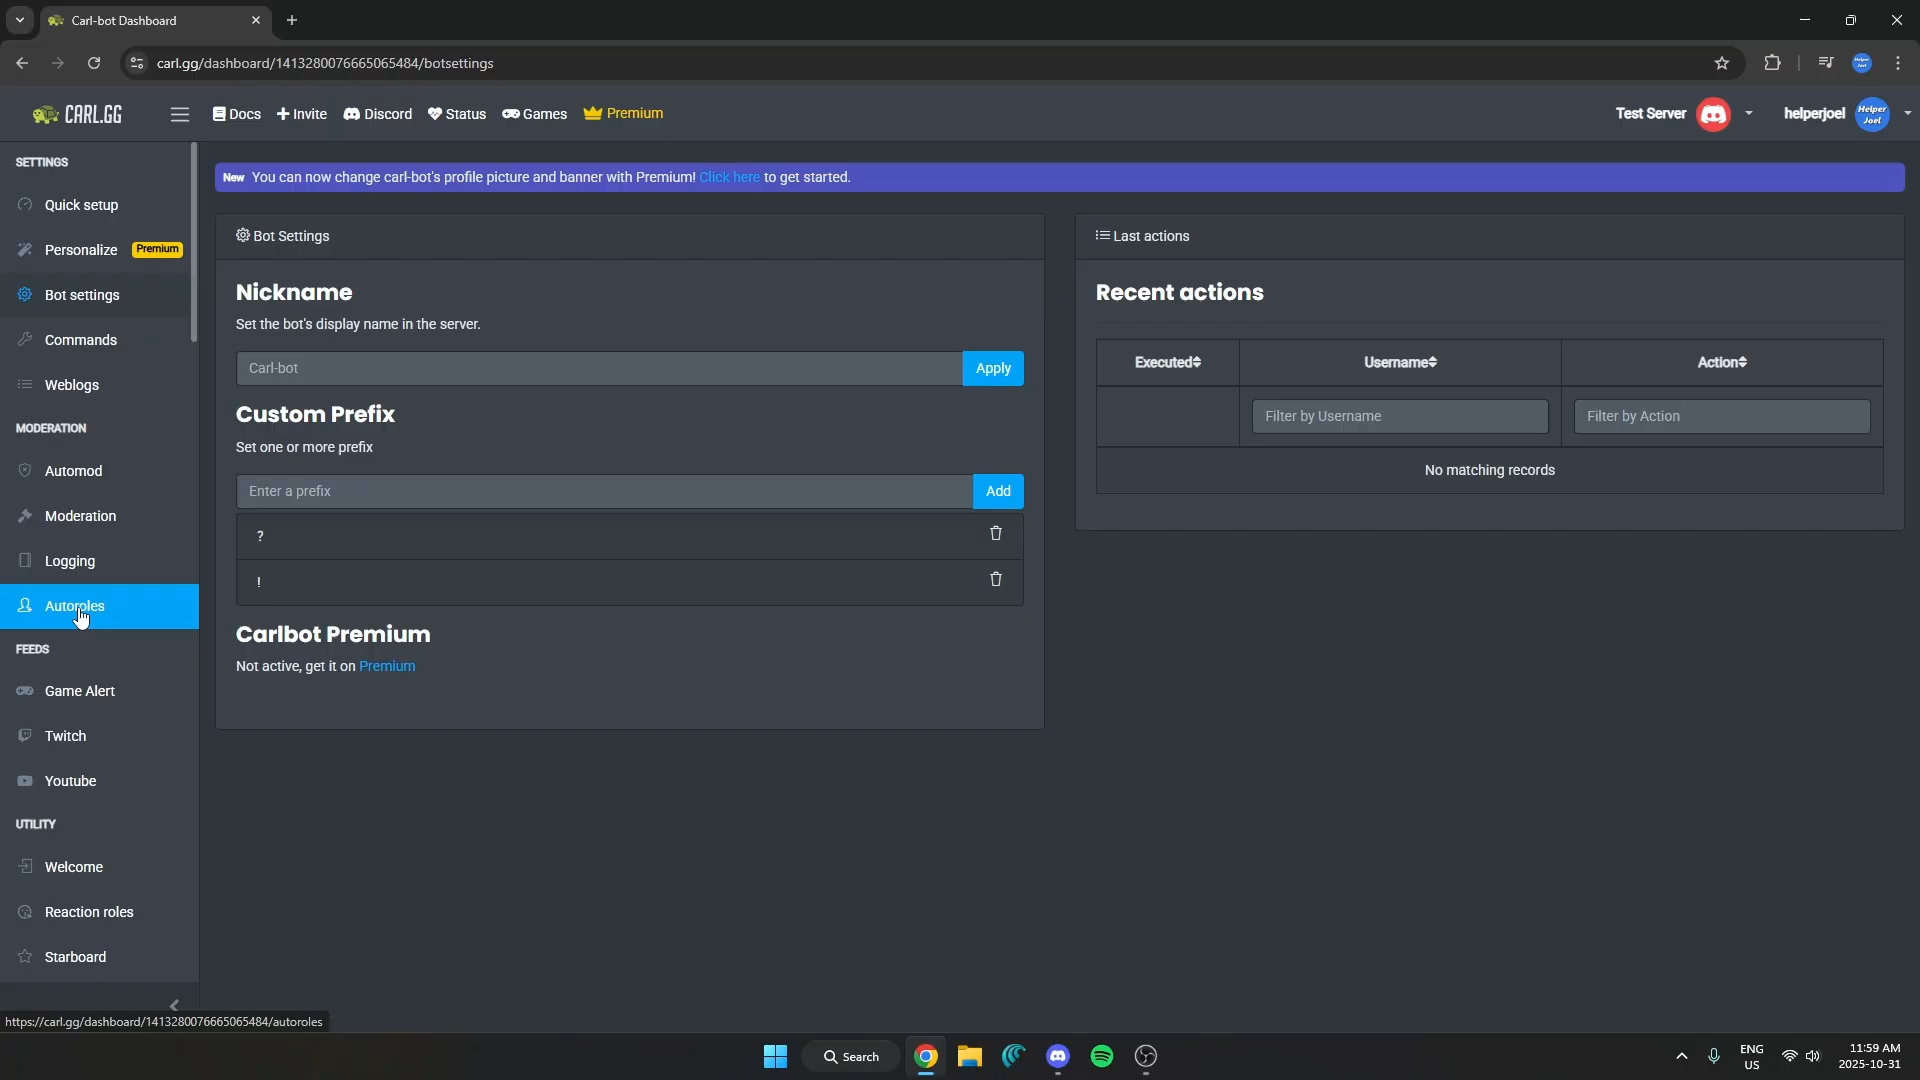 Carl-bot Dashboard
carl.gg/dashboard/1413280076665065484/botsettings
CARL.GG
Docs
Invite
Discord
Status
Games
Premium
Test Server
helperjoel
Helper Joel
SETTINGS
Quick setup
Personalize Premium
Bot settings
Commands
Weblogs
MODERATION
Automod
Moderation
Logging
Autoroles
FEEDS
Game Alert
Twitch
Youtube
UTILITY
Welcome
Reaction roles
Starboard
https://carl.gg/dashboard/1413280076665065484/autoroles
New You can now change carl-bot's profile picture and banner with Premium! Click here to get started.
Bot Settings
Nickname
Set the bot's display name in the server.
Carl-bot
Apply
Custom Prefix
Set one or more prefix
Enter a prefix
Add
?
!
Carlbot Premium
Not active, get it on Premium
Last actions
Recent actions
Executed
Username
Action
Filter by Username
Filter by Action
No matching records
Search
ENG
US
11:59 AM
2025-10-31